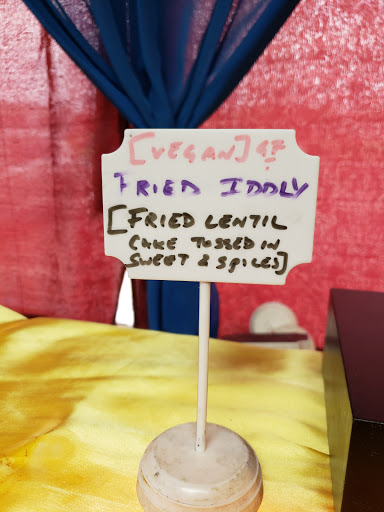 [VEGAN] GF
FRIED IDDLY
[FRIED LENTIL
CAKE TOSSED IN
SWEET & SPICES]